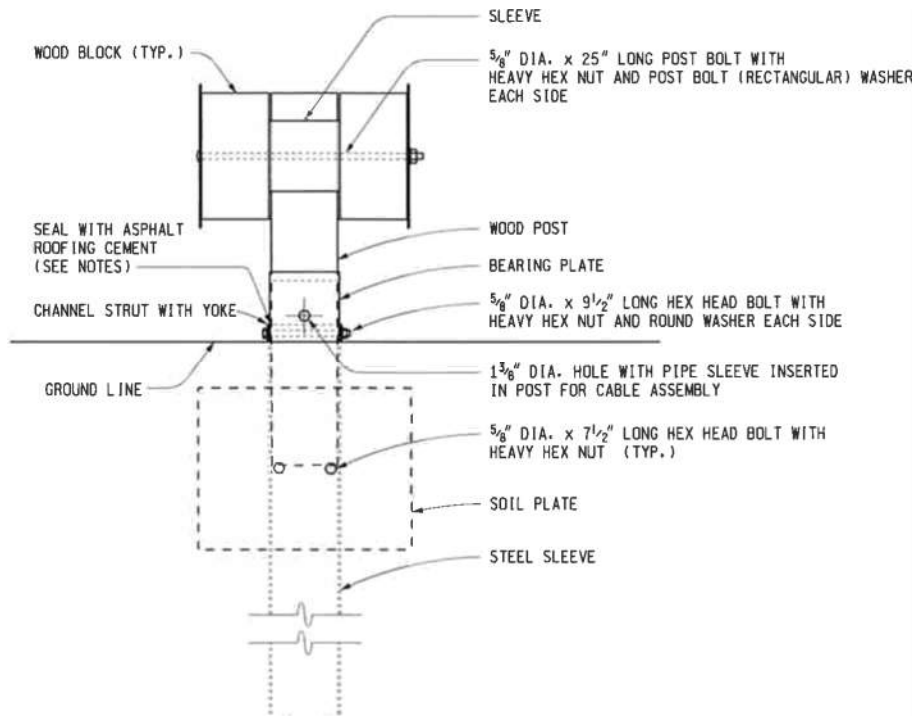 SLEEVE
WOOD BLOCK (TYP.)
5/8" DIA. x 25" LONG POST BOLT WITH
HEAVY HEX NUT AND POST BOLT (RECTANGULAR) WASHER
EACH SIDE
SEAL WITH ASPHALT
ROOFING CEMENT
(SEE NOTES)
WOOD POST
BEARING PLATE
CHANNEL STRUT WITH YOKE
5/8" DIA. x 9 1/2" LONG HEX HEAD BOLT WITH
HEAVY HEX NUT AND ROUND WASHER EACH SIDE
GROUND LINE
1 3/8" DIA. HOLE WITH PIPE SLEEVE INSERTED
IN POST FOR CABLE ASSEMBLY
5/8" DIA. x 7 1/2" LONG HEX HEAD BOLT WITH
HEAVY HEX NUT (TYP.)
SOIL PLATE
STEEL SLEEVE